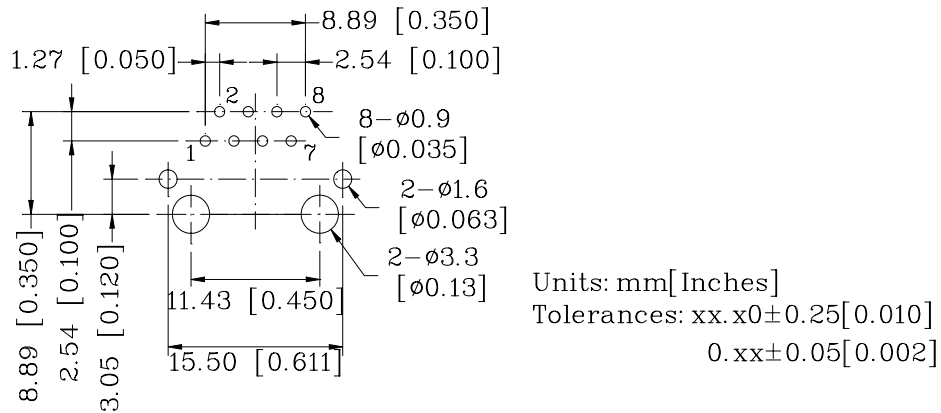 8.89 [0.350]
1.27 [0.050]
2.54 [0.100]
2
8
8-ø0.9
[ø0.035]
1
7
2-ø1.6
[ø0.063]
2-ø3.3
[ø0.13]
8.89 [0.350]
2.54 [0.100]
3.05 [0.120]
11.43 [0.450]
15.50 [0.611]
Units: mm[Inches]
Tolerances: xx.x0±0.25[0.010]
0.xx±0.05[0.002]